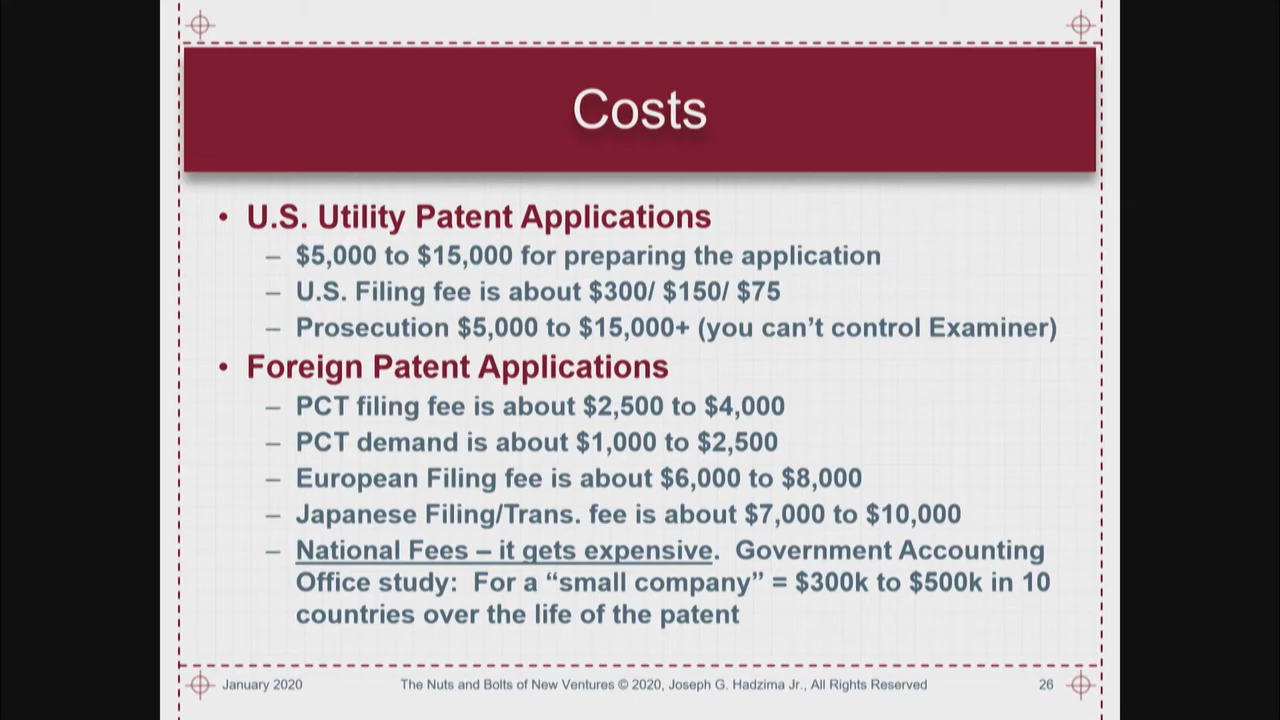 Costs
• U.S. Utility Patent Applications
– $5,000 to $15,000 for preparing the application
– U.S. Filing fee is about $300/ $150/ $75
– Prosecution $5,000 to $15,000+ (you can’t control Examiner)
• Foreign Patent Applications
– PCT filing fee is about $2,500 to $4,000
– PCT demand is about $1,000 to $2,500
– European Filing fee is about $6,000 to $8,000
– Japanese Filing/Trans. fee is about $7,000 to $10,000
– National Fees – it gets expensive.  Government Accounting
Office study:  For a “small company” = $300k to $500k in 10
countries over the life of the patent
January 2020 The Nuts and Bolts of New Ventures © 2020, Joseph G. Hadzima Jr., All Rights Reserved 26